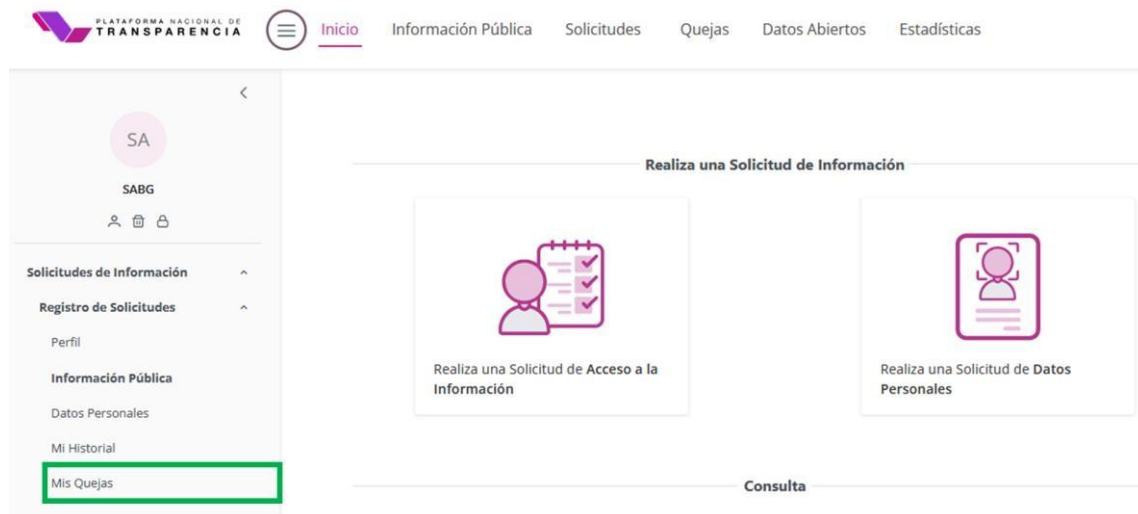 PLATAFORMA NACIONAL DE
TRANSPARENCIA
Inicio
Información Pública
Solicitudes
Quejas
Datos Abiertos
Estadísticas
SA
SABG
Solicitudes de Información
Registro de Solicitudes
Perfil
Información Pública
Datos Personales
Mi Historial
Mis Quejas
Realiza una Solicitud de Información
Realiza una Solicitud de Acceso a la
Información
Realiza una Solicitud de Datos
Personales
Consulta